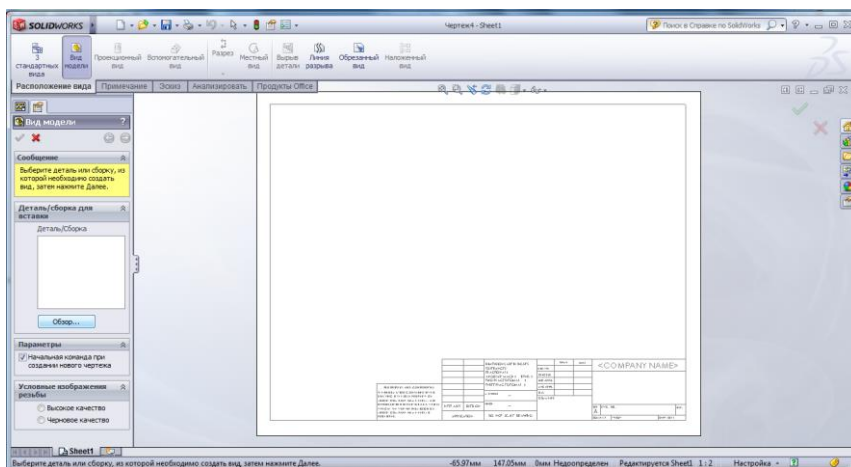 SOLIDWORKS
Чертеж4 - Sheet1
Поиск в Справке по SolidWorks
3 стандартных вида
Вид модели
Проекционный вид
Вспомогательный вид
Разрез
Местный вид
Вырыв детали
Линия разрыва
Обрезанный вид
Наложенный вид
Расположение вида
Примечание
Эскиз
Анализировать
Продукты Office
Вид модели
?
Сообщение
Выберите деталь или сборку, из
которой необходимо создать
вид, затем нажмите Далее.
Деталь/сборка для
вставки
Деталь/Сборка
Обзор...
Параметры
Начальная команда при
создании нового чертежа
Условные изображения
резьбы
Высокое качество
Черновое качество
<COMPANY NAME>
A
Sheet1
Выберите деталь или сборку, из которой необходимо создать вид, затем нажмите Далее.
-65.97мм
147.05мм
0мм
Недоопределен
Редактируется Sheet1
1 : 2
Настройка